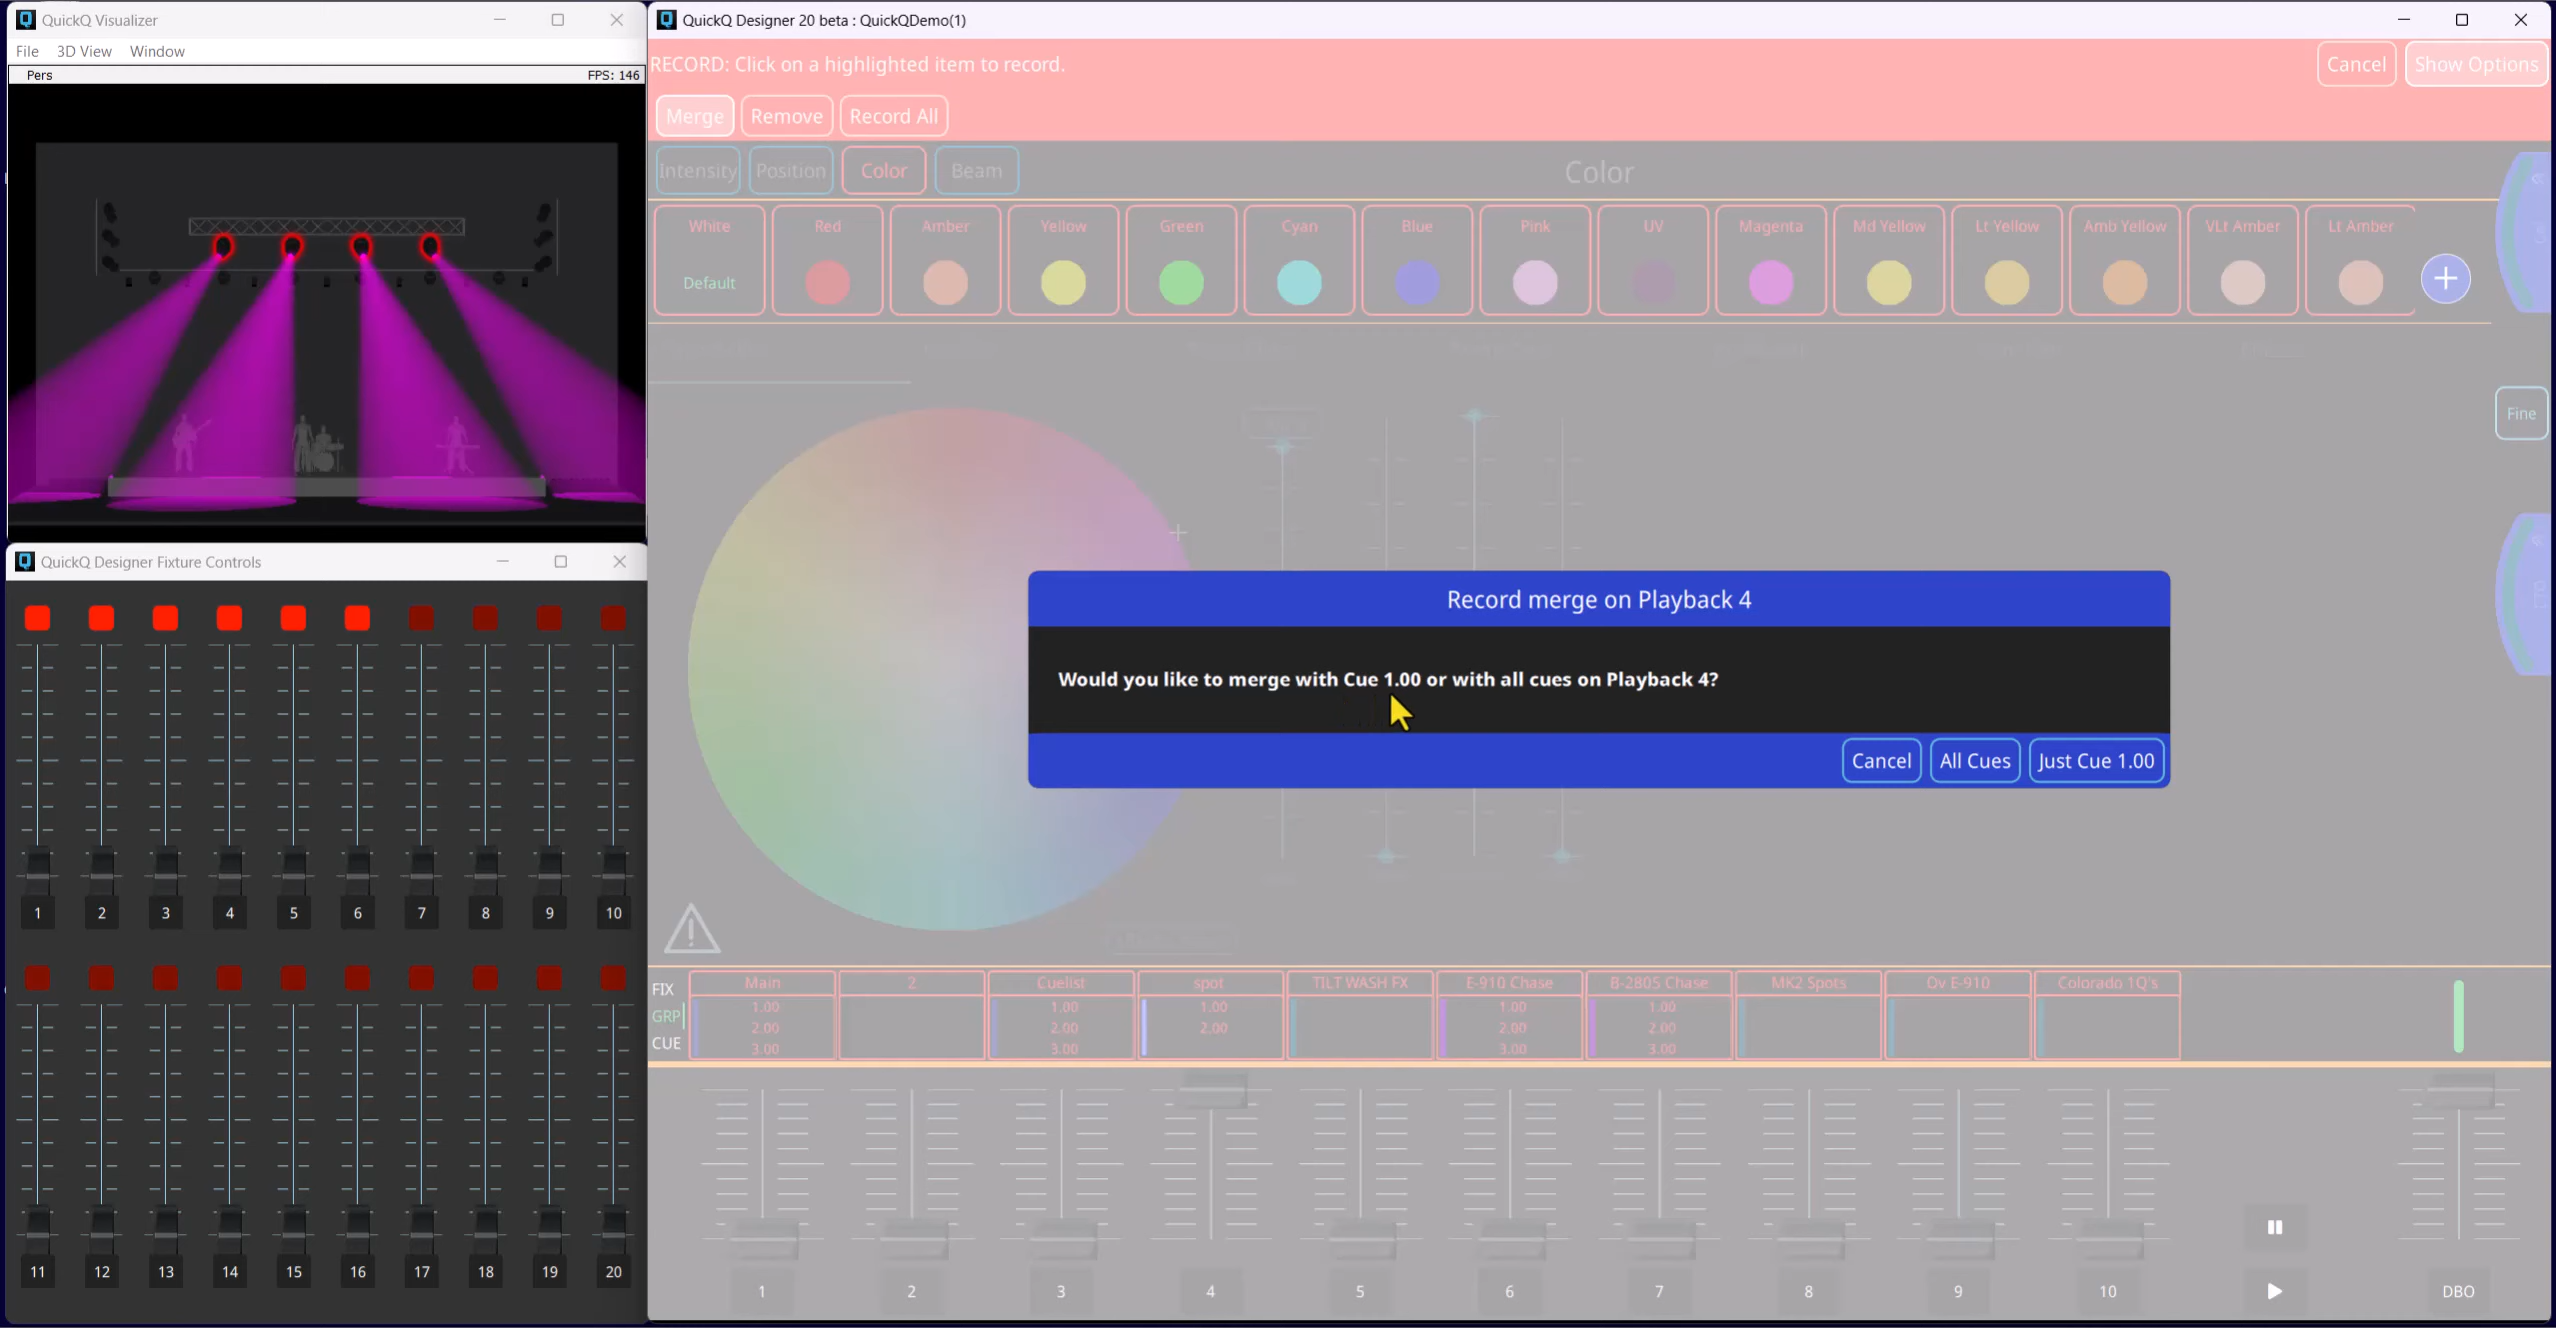 QuickQ Visualizer
File 3D View Window
Pers FPS: 146
QuickQ Designer 20 beta : QuickQDemo(1)
RECORD: Click on a highlighted item to record.
Cancel Show Options
Merge Remove Record All
Intensity Position Color Beam
Color
White Red Amber Yellow Green Cyan Blue Pink UV Magenta Md Yellow Lt Yellow Amb Yellow VLt Amber Lt Amber
Default
+
Fine
Record merge on Playback 4
Would you like to merge with Cue 1.00 or with all cues on Playback 4?
Cancel All Cues Just Cue 1.00
QuickQ Designer Fixture Controls
1 2 3 4 5 6 7 8 9 10
11 12 13 14 15 16 17 18 19 20
FIX
GRP
CUE
Main 2 Cuelist spot TILT WASH FX E-910 Chase B-2805 Chase MK2 Spots Ov E-910 Colorado 1Q's
1.00 1.00 1.00 1.00 1.00
2.00 2.00 2.00 2.00 2.00
3.00 3.00 3.00 3.00
1 2 3 4 5 6 7 8 9 10 DBO